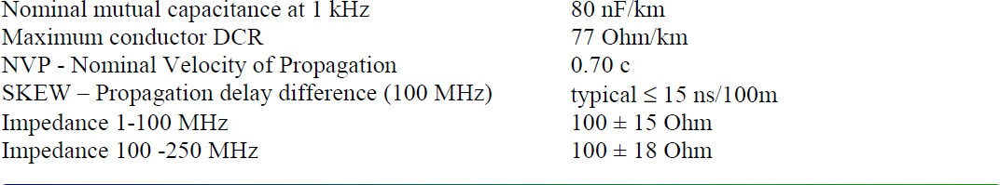 Nominal mutual capacitance at 1 kHz 80 nF/km
Maximum conductor DCR 77 Ohm/km
NVP - Nominal Velocity of Propagation 0.70 c
SKEW – Propagation delay difference (100 MHz) typical ≤ 15 ns/100m
Impedance 1-100 MHz 100 ± 15 Ohm
Impedance 100 -250 MHz 100 ± 18 Ohm